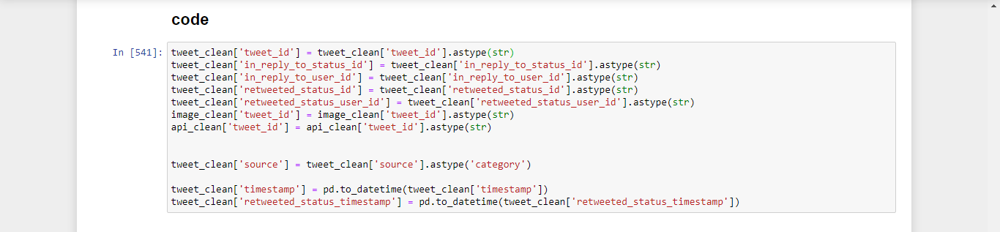 code
In [541]:
tweet_clean['tweet_id'] = tweet_clean['tweet_id'].astype(str)
tweet_clean['in_reply_to_status_id'] = tweet_clean['in_reply_to_status_id'].astype(str)
tweet_clean['in_reply_to_user_id'] = tweet_clean['in_reply_to_user_id'].astype(str)
tweet_clean['retweeted_status_id'] = tweet_clean['retweeted_status_id'].astype(str)
tweet_clean['retweeted_status_user_id'] = tweet_clean['retweeted_status_user_id'].astype(str)
image_clean['tweet_id'] = image_clean['tweet_id'].astype(str)
api_clean['tweet_id'] = api_clean['tweet_id'].astype(str)
tweet_clean['source'] = tweet_clean['source'].astype('category')
tweet_clean['timestamp'] = pd.to_datetime(tweet_clean['timestamp'])
tweet_clean['retweeted_status_timestamp'] = pd.to_datetime(tweet_clean['retweeted_status_timestamp'])